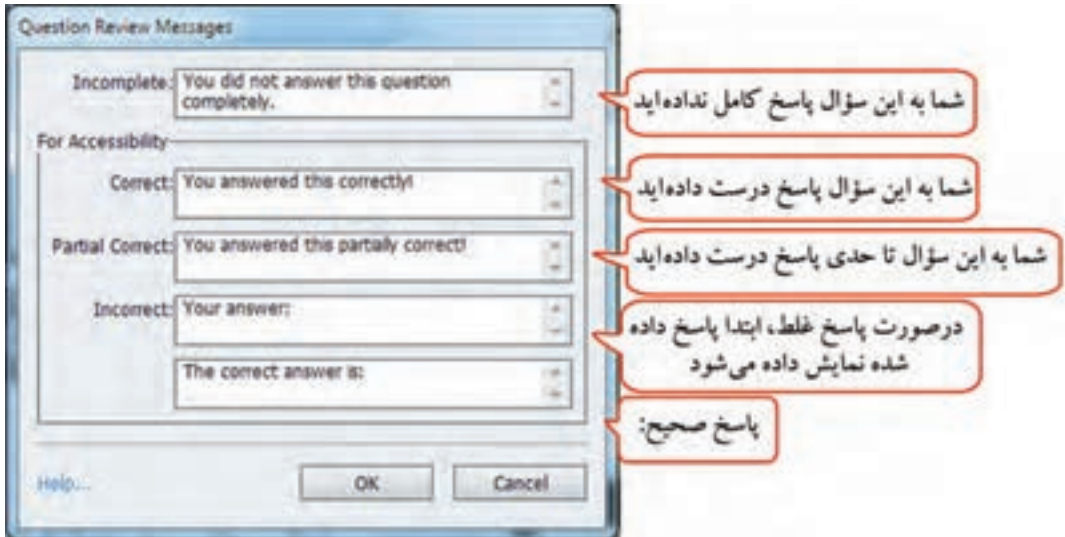 Question Review Messages
Incomplete: You did not answer this question
completely.
شما به این سؤال پاسخ کامل نداده‌اید
For Accessibility
Correct: You answered this correctly!
شما به این سؤال پاسخ درست داده‌اید
Partial Correct: You answered this partially correct!
شما به این سؤال تا حدی پاسخ درست داده‌اید
Incorrect: Your answer:
درصورت پاسخ غلط، ابتدا پاسخ داده
شده نمایش داده می‌شود
The correct answer is:
پاسخ صحیح:
Help...
OK
Cancel